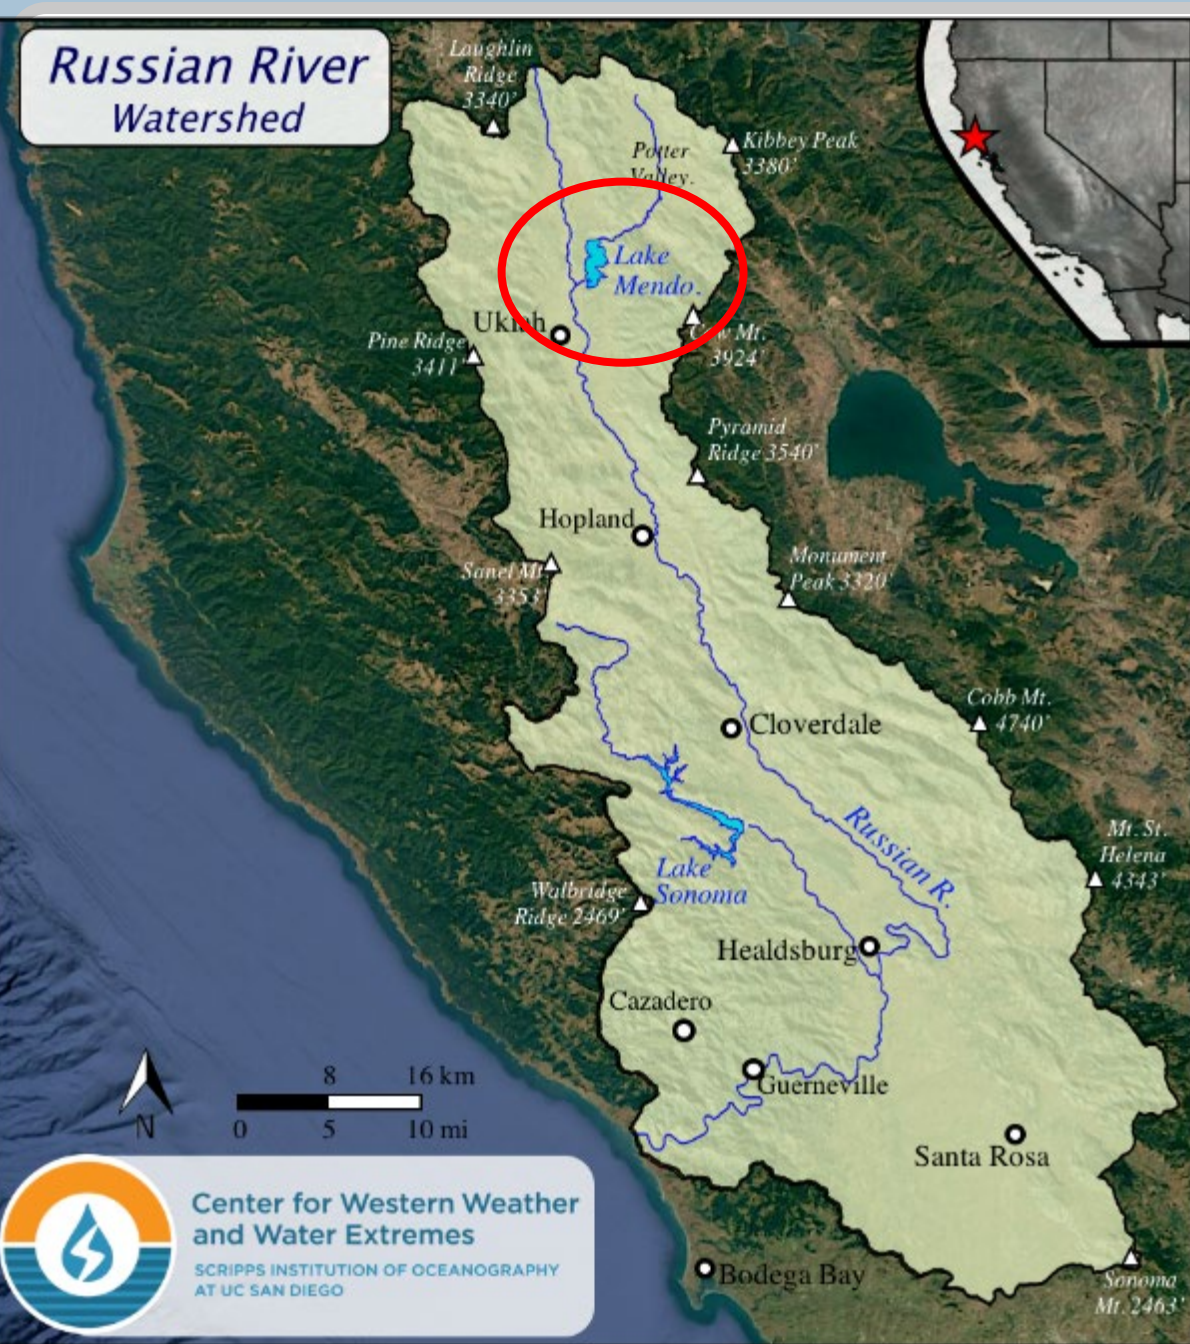 Russian River
Watershed
Laughlin
Ridge
3340'
Kibbey Peak
3380'
Potter
Valley.
Lake
Mendo.
Ukiah
Cow Mt.
3924'
Pine Ridge
3411'
Pyramid
Ridge 3540'
Hopland
Sanel Mt.
Monument
Peak 3320'
Cobb Mt.
4740'
Cloverdale
Russian R.
Mt. St.
Helena
4343'
Lake
Sonoma
Walbridge
Ridge 2469'
Healdsburg
Cazadero
Guerneville
8 16 km
N
0 5 10 mi
Santa Rosa
Center for Western Weather
and Water Extremes
SCRIPPS INSTITUTION OF OCEANOGRAPHY
AT UC SAN DIEGO
Bodega Bay
Sonoma
Mt. 2463'